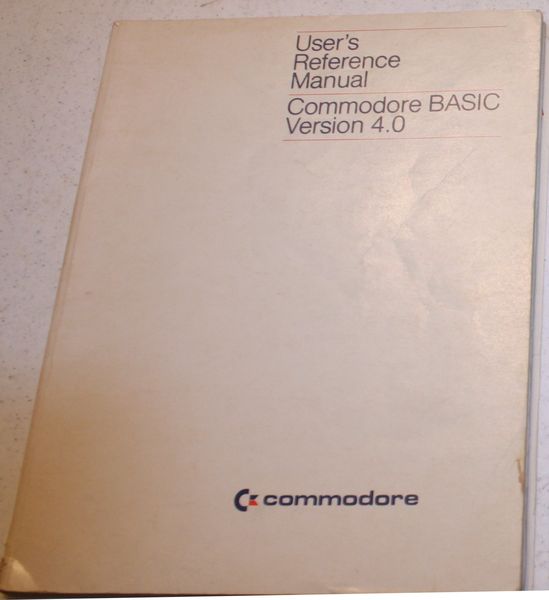 User's
Reference
Manual
Commodore BASIC
Version 4.0
commodore